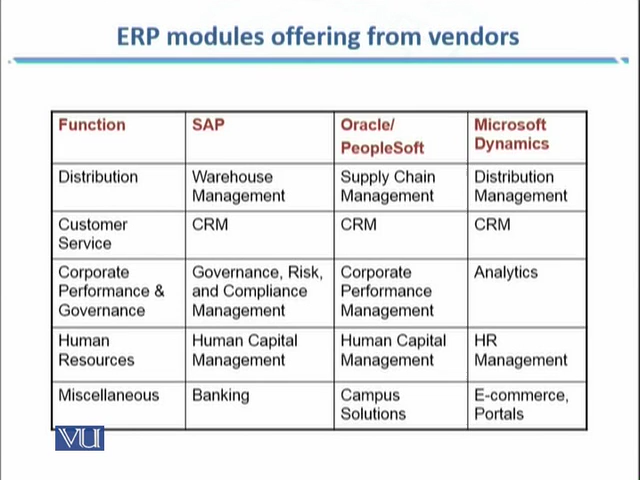 ERP modules offering from vendors
Function SAP Oracle/ PeopleSoft Microsoft Dynamics
Distribution Warehouse Management Supply Chain Management Distribution Management
Customer Service CRM CRM CRM
Corporate Performance & Governance Governance, Risk, and Compliance Management Corporate Performance Management Analytics
Human Resources Human Capital Management Human Capital Management HR Management
Miscellaneous Banking Campus Solutions E-commerce, Portals
VU